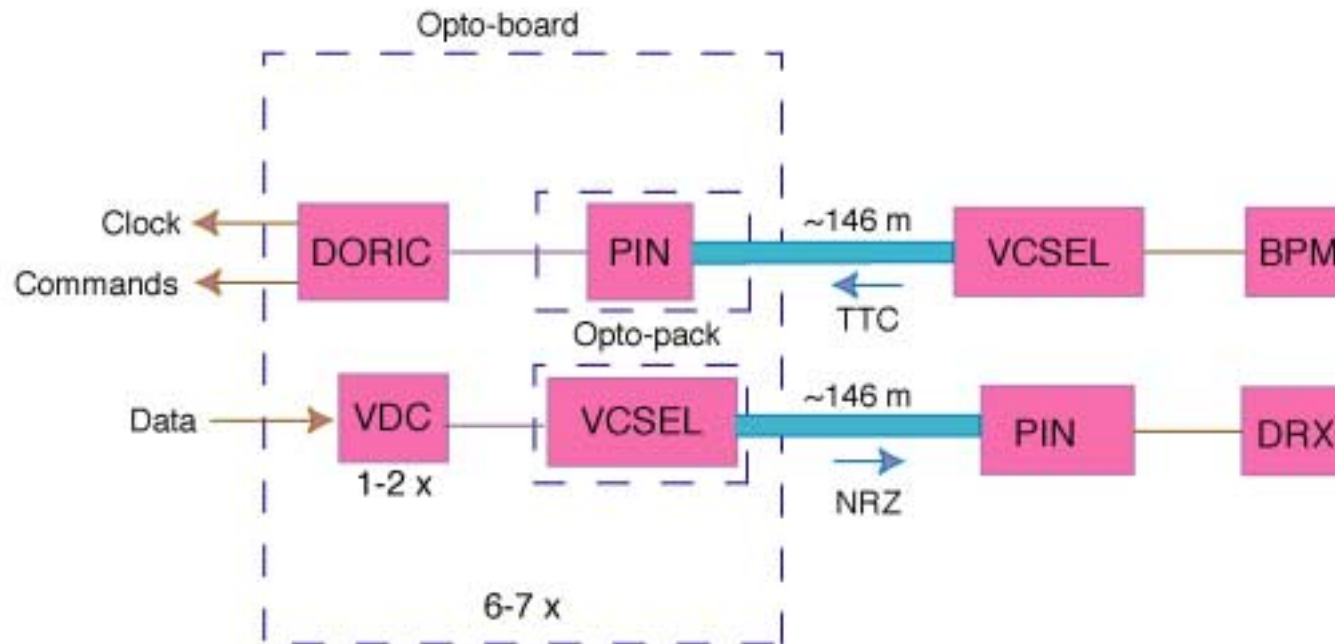 Opto-board
Clock
Commands
DORIC
PIN
~146 m
TTC
VCSEL
BPM
Opto-pack
Data
VDC
1-2 x
VCSEL
~146 m
NRZ
PIN
DRX
6-7 x